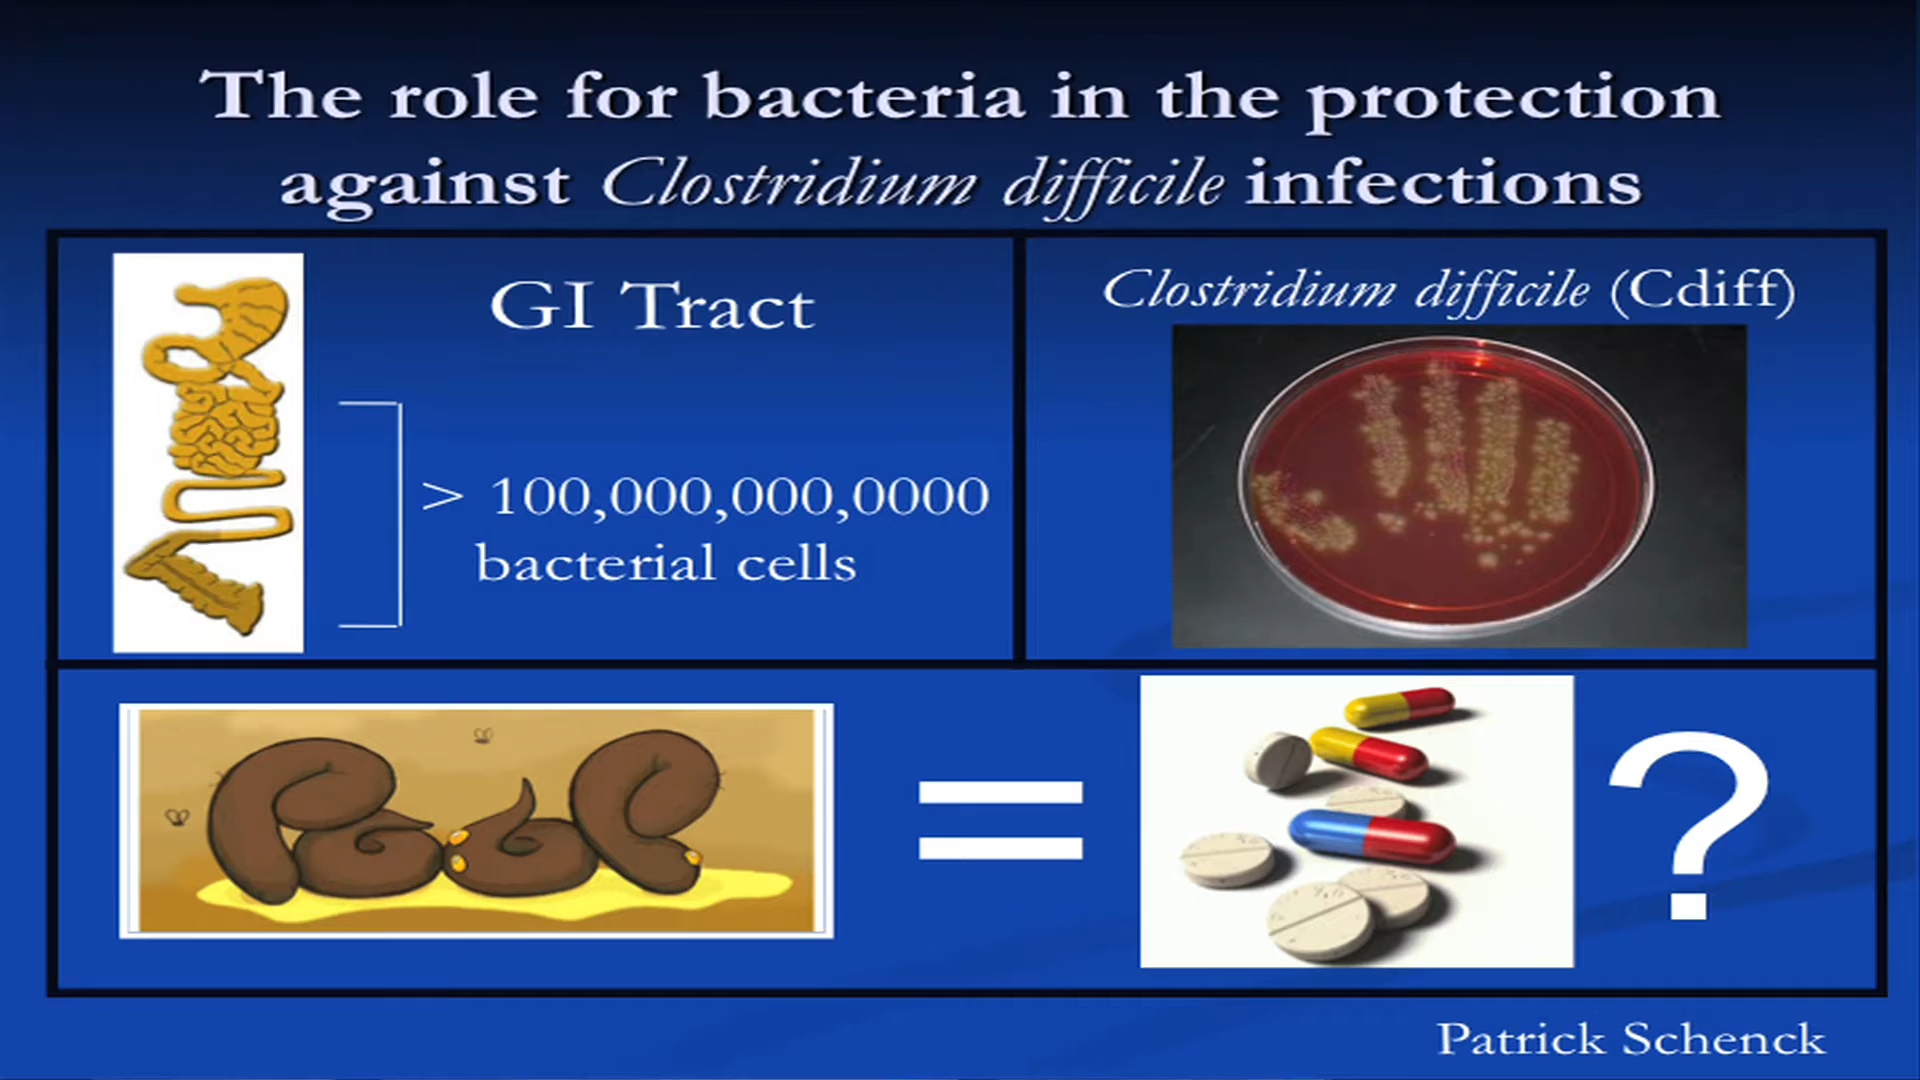 The role for bacteria in the protection
against Clostridium difficile infections
GI Tract
> 100,000,000,0000
bacterial cells
Clostridium difficile (Cdiff)
Poop
=
?
Patrick Schenck